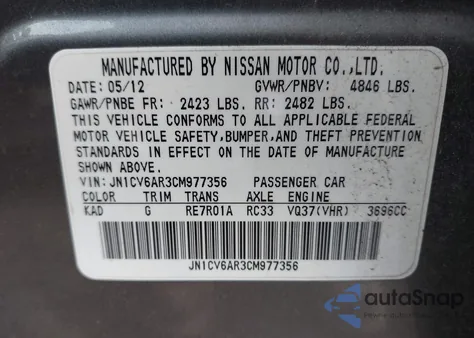 MANUFACTURED BY NISSAN MOTOR CO.,LTD.
DATE: 05/12 GVWR/PNBV: 4846 LBS.
GAWR/PNBE FR: 2423 LBS. RR: 2482 LBS.
THIS VEHICLE CONFORMS TO ALL APPLICABLE FEDERAL
MOTOR VEHICLE SAFETY,BUMPER,AND THEFT PREVENTION
STANDARDS IN EFFECT ON THE DATE OF MANUFACTURE
SHOWN ABOVE.
VIN: JN1CV6AR3CM977356 PASSENGER CAR
COLOR TRIM TRANS AXLE ENGINE
KAD G RE7R01A RC33 VQ37(VHR) 3696CC
JN1CV6AR3CM977356
autoSnap